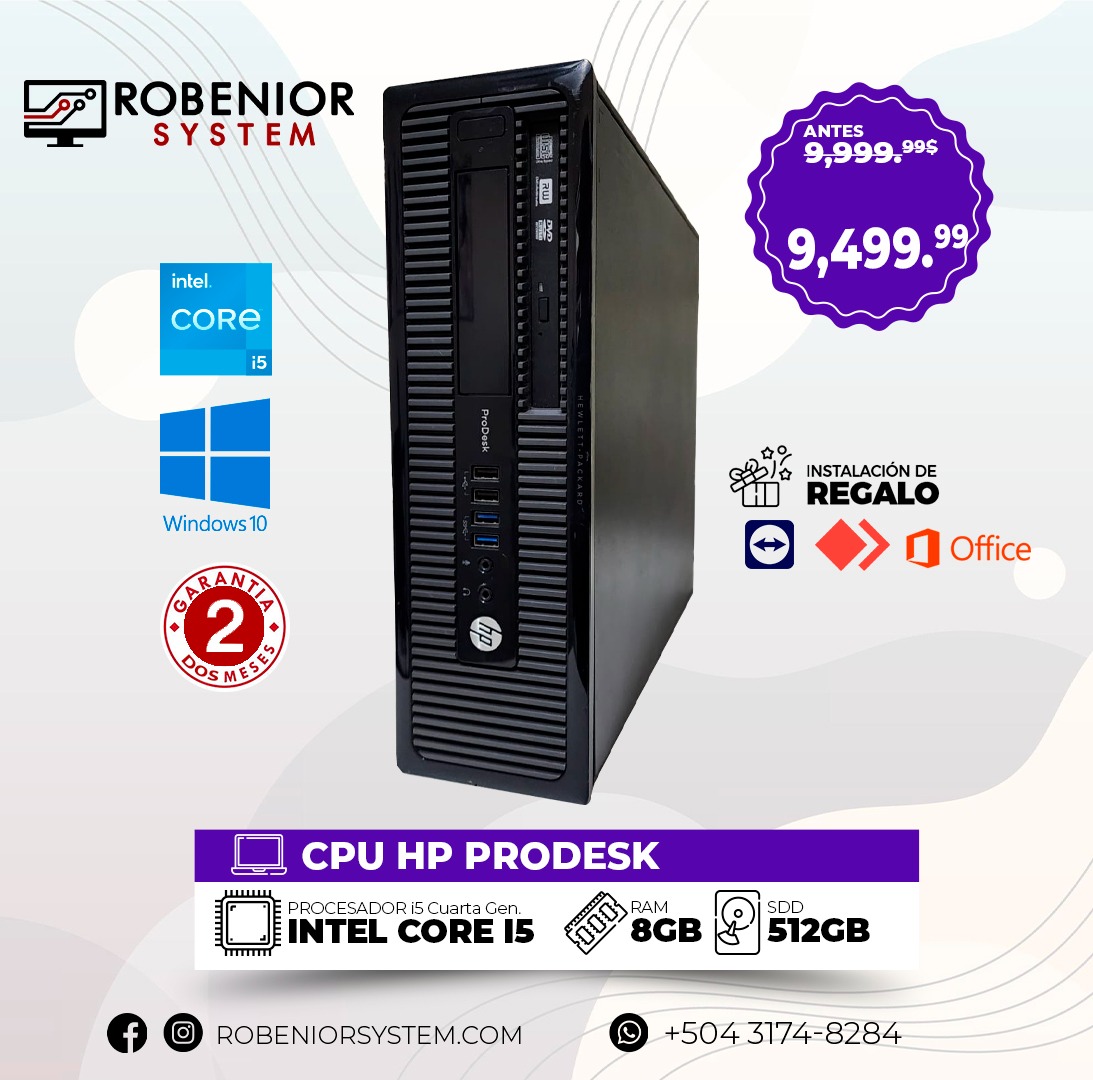 ROBENIOR
SYSTEM
ANTES
9,999.99$
9,499.99
intel.
CORE
i5
Windows 10
GARANTIA
2
DOS MESES
RW
DVD
ProDesk
HEWLETT-PACKARD
hp
INSTALACIÓN DE
REGALO
Office
CPU HP PRODESK
PROCESADOR i5 Cuarta Gen.
INTEL CORE I5
RAM
8GB
SDD
512GB
ROBENIORSYSTEM.COM
+504 3174-8284